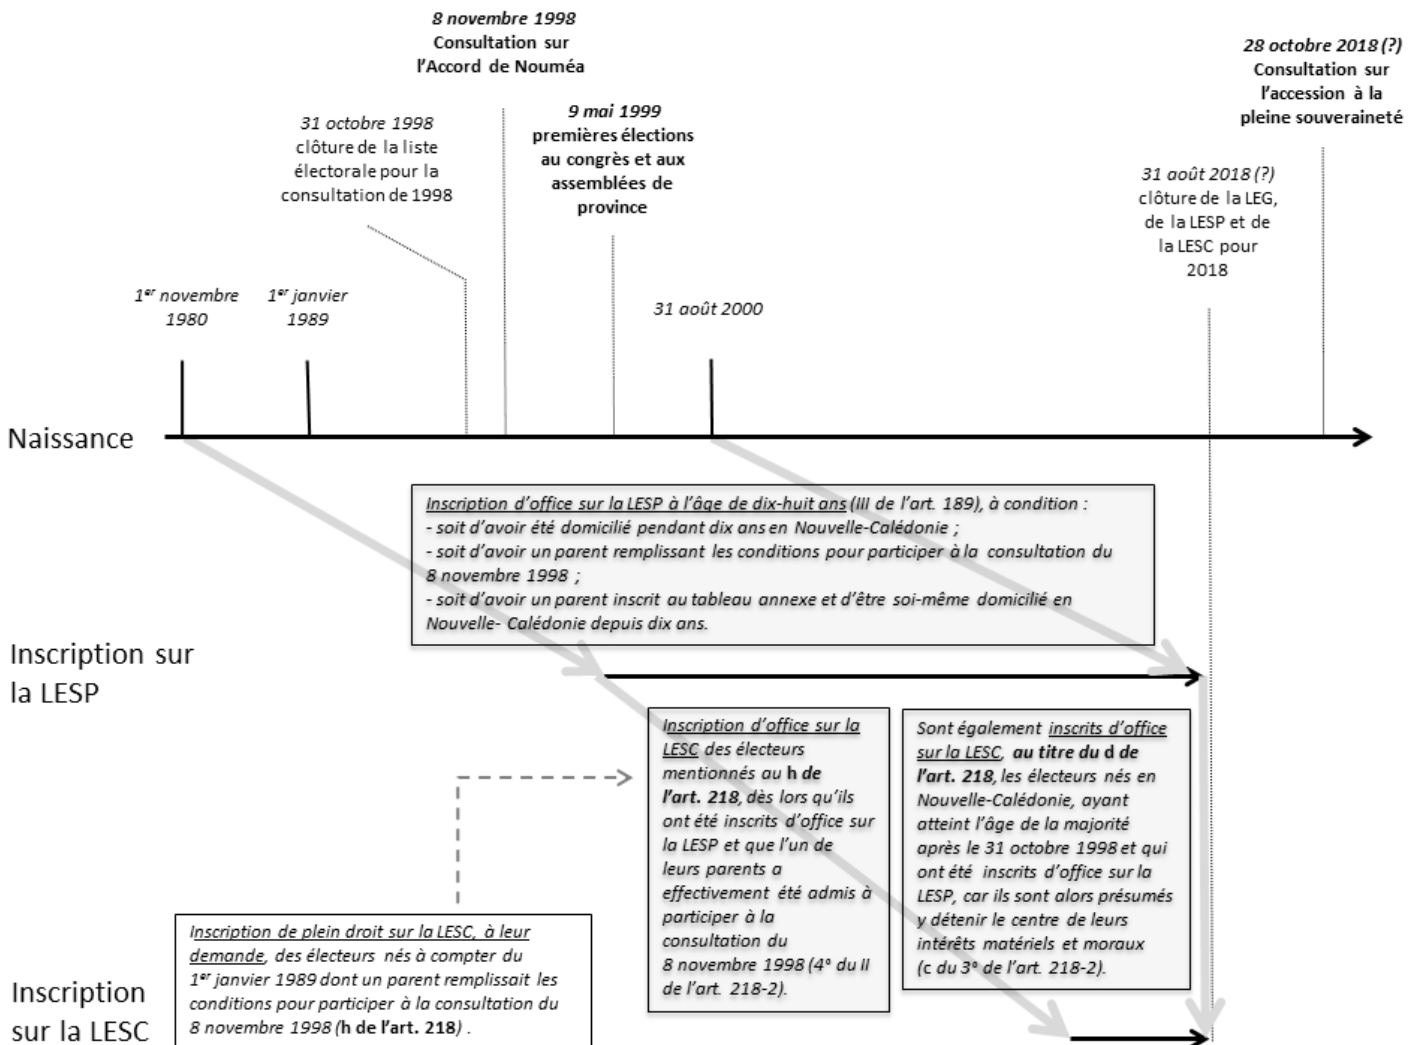 8 novembre 1998
Consultation sur
l'Accord de Nouméa
28 octobre 2018 (?)
Consultation sur
l'accession à la
pleine souveraineté
31 octobre 1998
clôture de la liste
électorale pour la
consultation de 1998
9 mai 1999
premières élections
au congrès et aux
assemblées de
province
31 août 2018 (?)
clôture de la LEG,
de la LESP et de
la LESC pour
2018
1er novembre
1980
1er janvier
1989
31 août 2000
Naissance
Inscription d'office sur la LESP à l'âge de dix-huit ans (III de l'art. 189), à condition :
- soit d'avoir été domicilié pendant dix ans en Nouvelle-Calédonie ;
- soit d'avoir un parent remplissant les conditions pour participer à la consultation du
8 novembre 1998 ;
- soit d'avoir un parent inscrit au tableau annexe et d'être soi-même domicilié en
Nouvelle- Calédonie depuis dix ans.
Inscription sur
la LESP
Inscription d'office sur la
LESC des électeurs
mentionnés au h de
l'art. 218, dès lors qu'ils
ont été inscrits d'office sur
la LESP et que l'un de
leurs parents a
effectivement été admis à
participer à la
consultation du
8 novembre 1998 (4° du II
de l'art. 218-2).
Sont également inscrits d'office
sur la LESC, au titre du d de
l'art. 218, les électeurs nés en
Nouvelle-Calédonie, ayant
atteint l'âge de la majorité
après le 31 octobre 1998 et qui
ont été inscrits d'office sur la
LESP, car ils sont alors présumés
y détenir le centre de leurs
intérêts matériels et moraux
(c du 3° de l'art. 218-2).
Inscription de plein droit sur la LESC, à leur
demande, des électeurs nés à compter du
1er janvier 1989 dont un parent remplissait les
conditions pour participer à la consultation du
8 novembre 1998 (h de l'art. 218) .
Inscription
sur la LESC